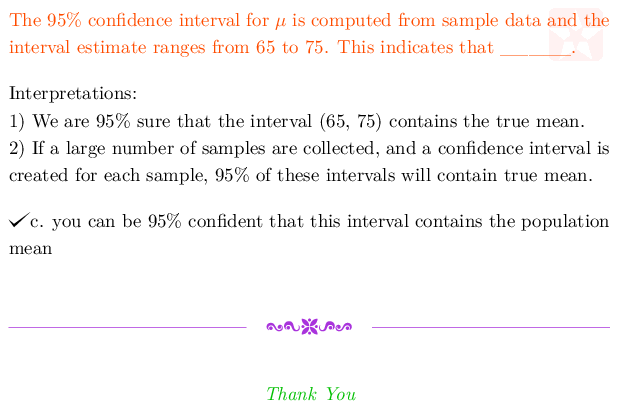 The 95% confidence interval for μ is computed from sample data and the
interval estimate ranges from 65 to 75. This indicates that ________.
Interpretations:
1) We are 95% sure that the interval (65, 75) contains the true mean.
2) If a large number of samples are collected, and a confidence interval is
created for each sample, 95% of these intervals will contain true mean.
✓c. you can be 95% confident that this interval contains the population
mean
Thank You